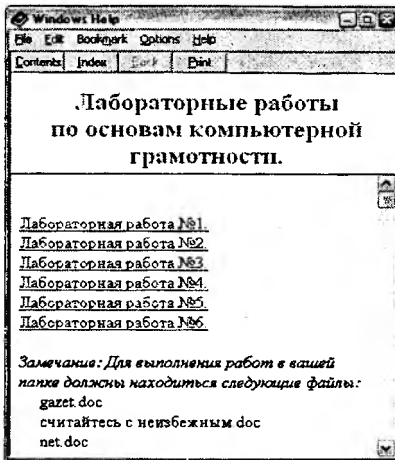 Windows Help
File Edit Bookmark Options Help
Contents Index Back Print
Лабораторные работы
по основам компьютерной
грамотности.
Лабораторная работа №1.
Лабораторная работа №2.
Лабораторная работа №3.
Лабораторная работа №4.
Лабораторная работа №5.
Лабораторная работа №6.
Замечание: Для выполнения работ в вашей
папке должны находиться следующие файлы:
gazet.doc
считайтесь с неизбежным.doc
net.doc